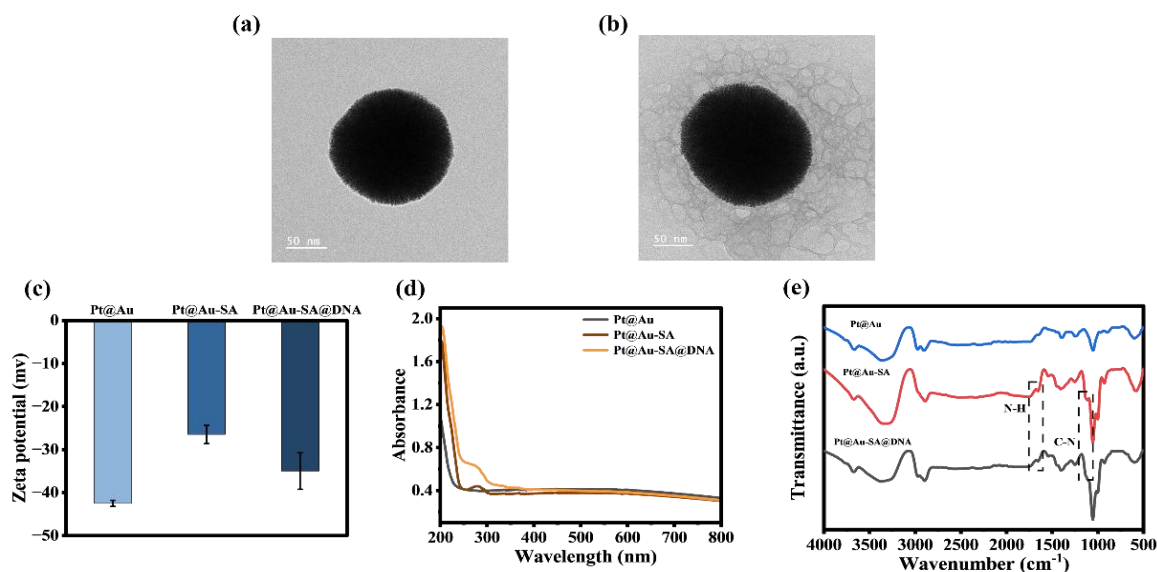 (a)
(b)
50 nm
50 nm
(c)
Pt@Au
Pt@Au-SA
Pt@Au-SA@DNA
0
−10
−20
−30
−40
−50
Zeta potential (mv)
(d)
Pt@Au
Pt@Au-SA
Pt@Au-SA@DNA
2.0
1.6
1.2
0.8
0.4
Absorbance
200 300 400 500 600 700 800
Wavelength (nm)
(e)
Pt@Au
Pt@Au-SA
N-H
C-N
Pt@Au-SA@DNA
Transmittance (a.u.)
4000 3500 3000 2500 2000 1500 1000 500
Wavenumber (cm⁻¹)